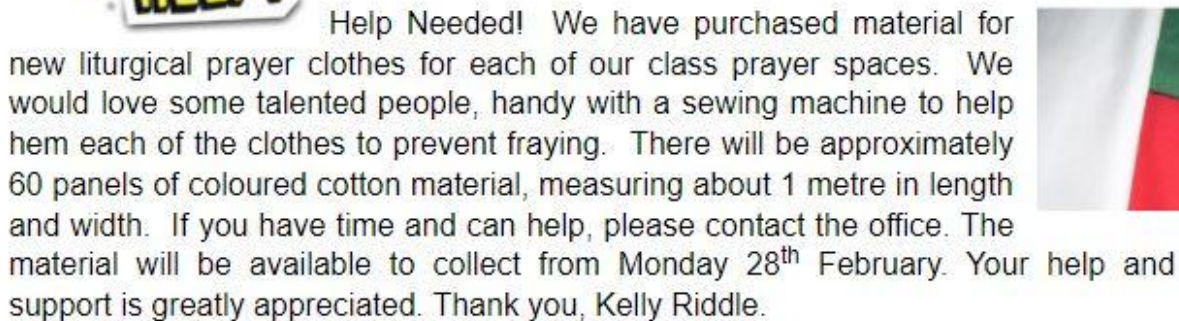 HELP!
Help Needed! We have purchased material for
new liturgical prayer clothes for each of our class prayer spaces. We
would love some talented people, handy with a sewing machine to help
hem each of the clothes to prevent fraying. There will be approximately
60 panels of coloured cotton material, measuring about 1 metre in length
and width. If you have time and can help, please contact the office. The
material will be available to collect from Monday 28th February. Your help and
support is greatly appreciated. Thank you, Kelly Riddle.